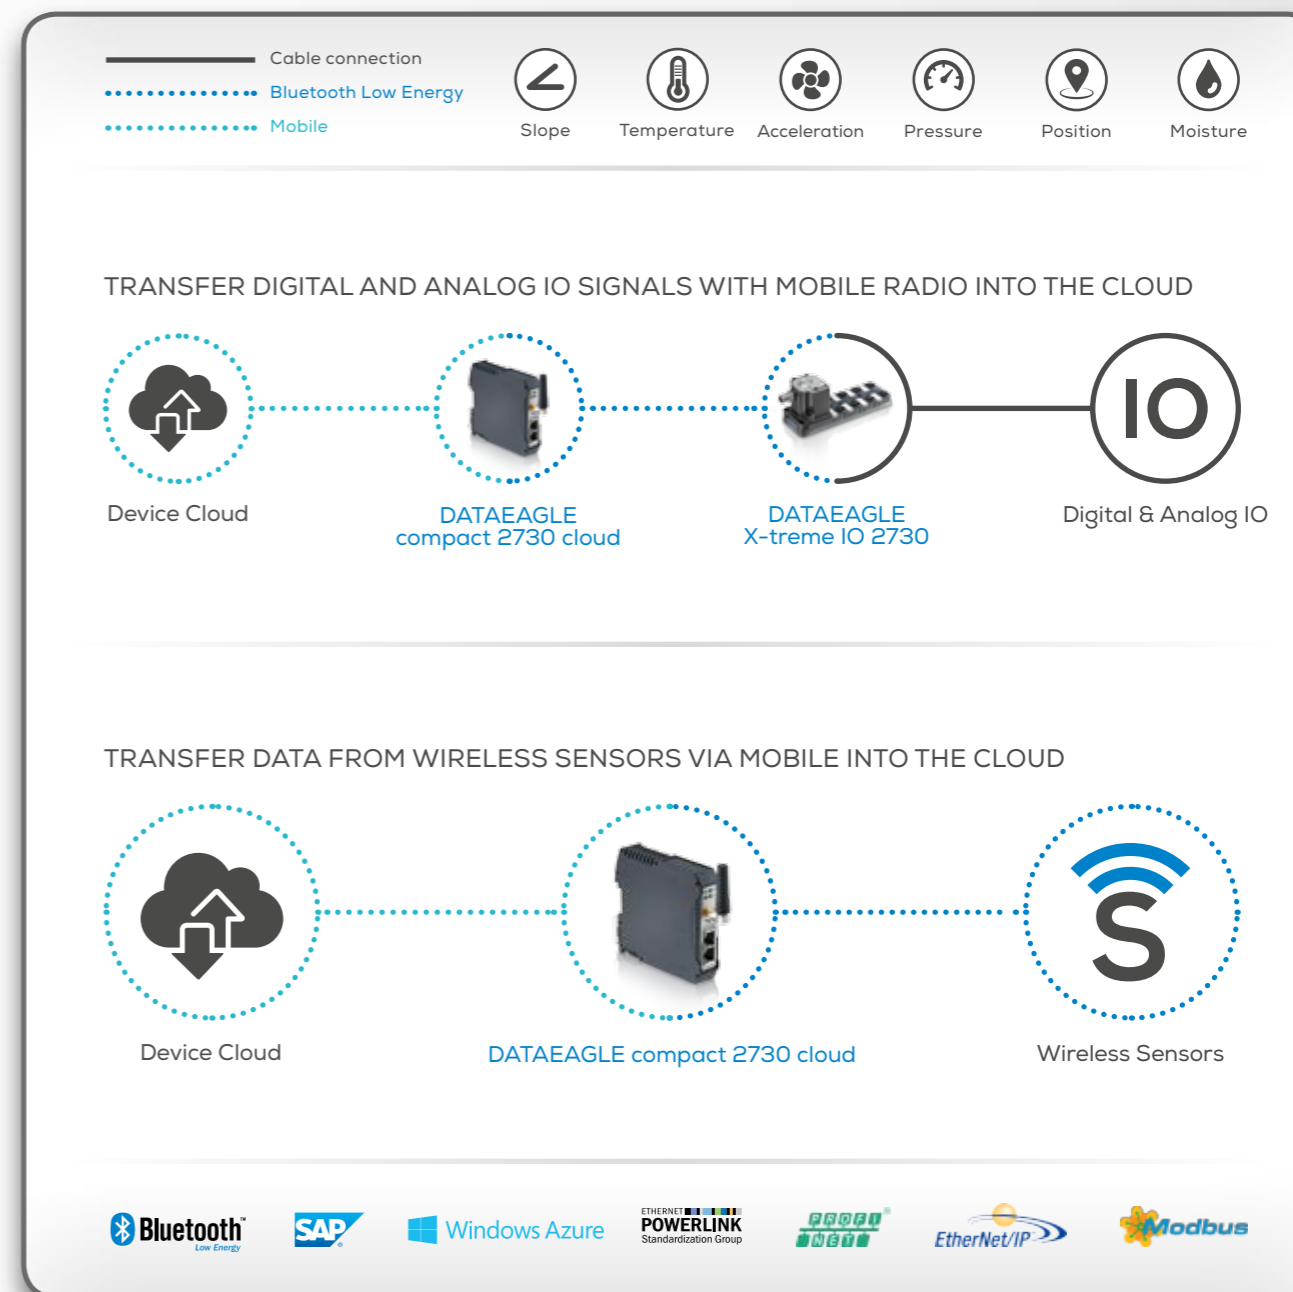 Cable connection
Bluetooth Low Energy
Mobile
Slope
Temperature
Acceleration
Pressure
Position
Moisture
TRANSFER DIGITAL AND ANALOG IO SIGNALS WITH MOBILE RADIO INTO THE CLOUD
IO
Device Cloud
DATAEAGLE
compact 2730 cloud
DATAEAGLE
X-treme IO 2730
Digital & Analog IO
TRANSFER DATA FROM WIRELESS SENSORS VIA MOBILE INTO THE CLOUD
S
Device Cloud
DATAEAGLE compact 2730 cloud
Wireless Sensors
Bluetooth™
Low Energy
SAP®
Windows Azure
ETHERNET
POWERLINK
Standardization Group
PROFI®
NET
EtherNet/IP
Modbus